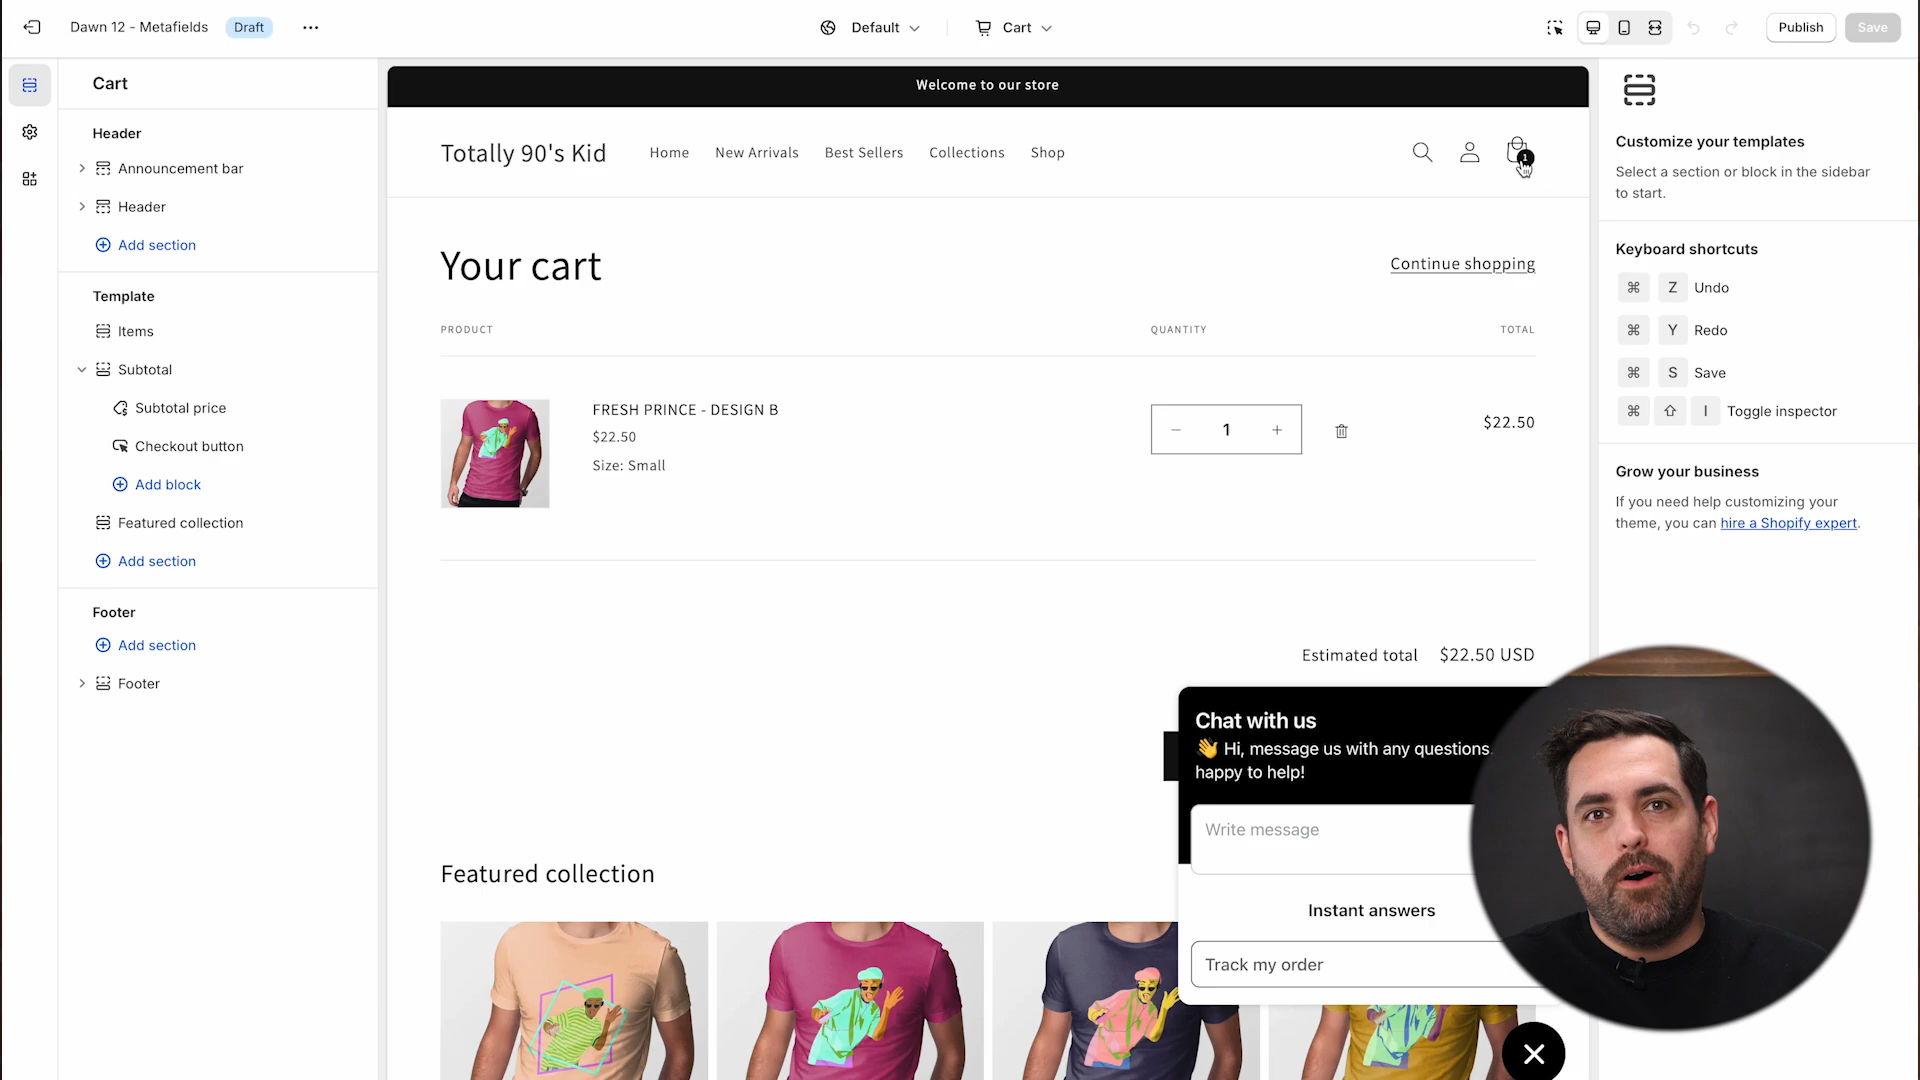 Dawn 12 - Metafields
Draft
Default
Cart
Publish
Save
Cart
Header
Announcement bar
Header
Add section
Template
Items
Subtotal
Subtotal price
Checkout button
Add block
Featured collection
Add section
Footer
Add section
Footer
Welcome to our store
Totally 90's Kid
Home
New Arrivals
Best Sellers
Collections
Shop
1
Your cart
Continue shopping
PRODUCT
QUANTITY
TOTAL
FRESH PRINCE - DESIGN B
$22.50
Size: Small
− 1 +
$22.50
Estimated total $22.50 USD
Featured collection
Chat with us
👋 Hi, message us with any questions.
happy to help!
Write message
Instant answers
Track my order
Customize your templates
Select a section or block in the sidebar
to start.
Keyboard shortcuts
⌘ Z Undo
⌘ Y Redo
⌘ S Save
⌘ ⇧ I Toggle inspector
Grow your business
If you need help customizing your
theme, you can hire a Shopify expert.